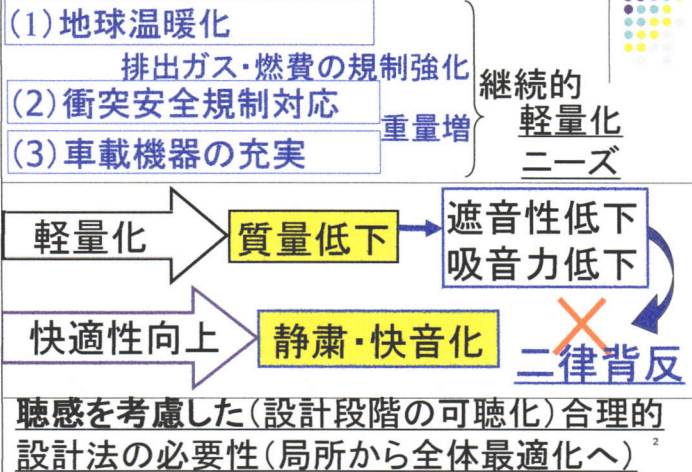 (1)地球温暖化
排出ガス・燃費の規制強化
(2)衝突安全規制対応
重量増
(3)車載機器の充実
継続的
軽量化
ニーズ
軽量化
質量低下
遮音性低下
吸音力低下
快適性向上
静粛・快音化
二律背反
聴感を考慮した(設計段階の可聴化)合理的
設計法の必要性(局所から全体最適化へ)
2